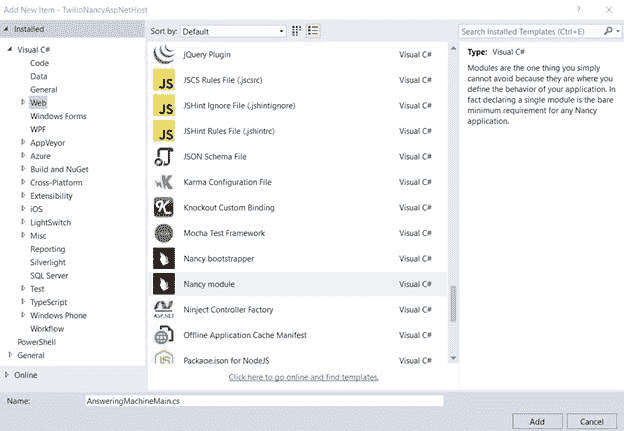 Add New Item - TwilioNancyAspNetHost
Installed
Visual C#
Code
Data
General
Web
Windows Forms
WPF
AppVeyor
Azure
Build and NuGet
Cross-Platform
Extensibility
iOS
LightSwitch
Misc
Reporting
Silverlight
SQL Server
Test
TypeScript
Windows Phone
Workflow
PowerShell
General
Online
Sort by: Default
jQuery Plugin Visual C#
JS JSCS Rules File (.jscsrc) Visual C#
JS JSHint Ignore File (.jshintignore) Visual C#
JS JSHint Rules File (.jshintrc) Visual C#
JSON Schema File Visual C#
Karma Configuration File Visual C#
Knockout Custom Binding Visual C#
Mocha Test Framework Visual C#
Nancy bootstrapper Visual C#
Nancy module Visual C#
ASP.NET Ninject Controller Factory Visual C#
Offline Application Cache Manifest Visual C#
JS Package.json for NodeJS Visual C#
Click here to go online and find templates.
Search Installed Templates (Ctrl+E)
Type: Visual C#
Modules are the one thing you simply
cannot avoid because they are where you
define the behavior of your application. In
fact declaring a single module is the bare
minimum requirement for any Nancy
application.
Name: AnsweringMachineMain.cs
Add Cancel